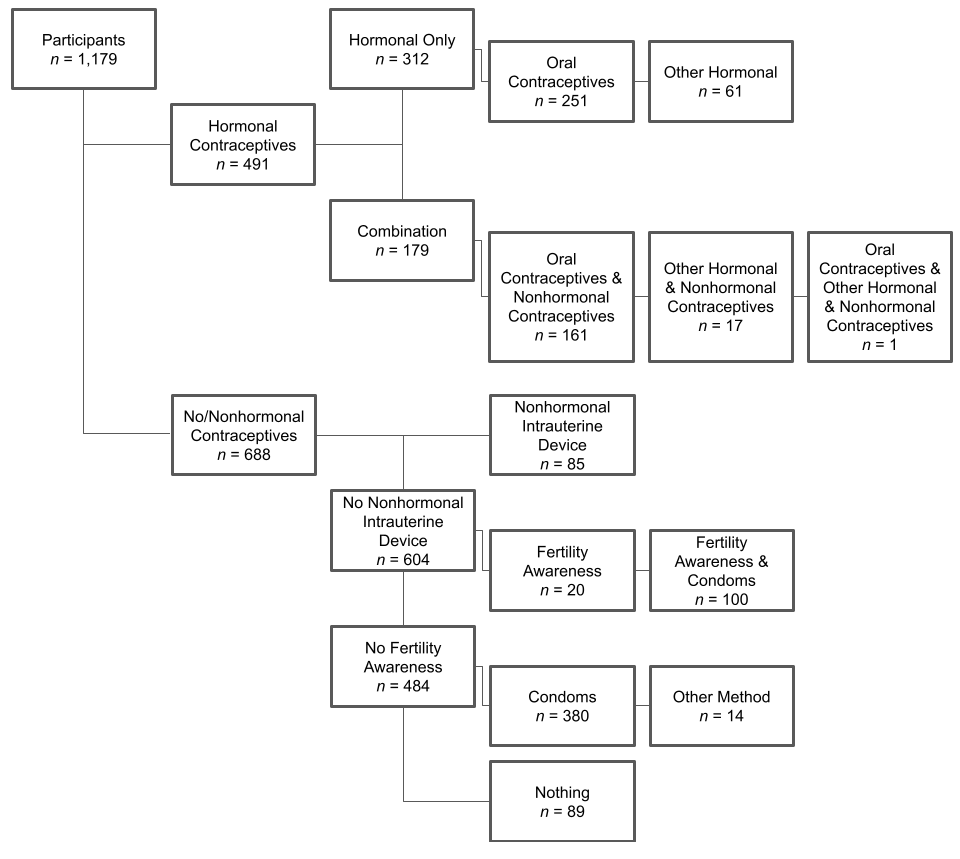 Participants
n = 1,179
Hormonal Only
n = 312
Oral
Contraceptives
n = 251
Other Hormonal
n = 61
Hormonal
Contraceptives
n = 491
Combination
n = 179
Oral
Contraceptives &
Nonhormonal
Contraceptives
n = 161
Other Hormonal
& Nonhormonal
Contraceptives
n = 17
Oral
Contraceptives &
Other Hormonal
& Nonhormonal
Contraceptives
n = 1
No/Nonhormonal
Contraceptives
n = 688
Nonhormonal
Intrauterine
Device
n = 85
No Nonhormonal
Intrauterine
Device
n = 604
Fertility
Awareness
n = 20
Fertility
Awareness &
Condoms
n = 100
No Fertility
Awareness
n = 484
Condoms
n = 380
Other Method
n = 14
Nothing
n = 89